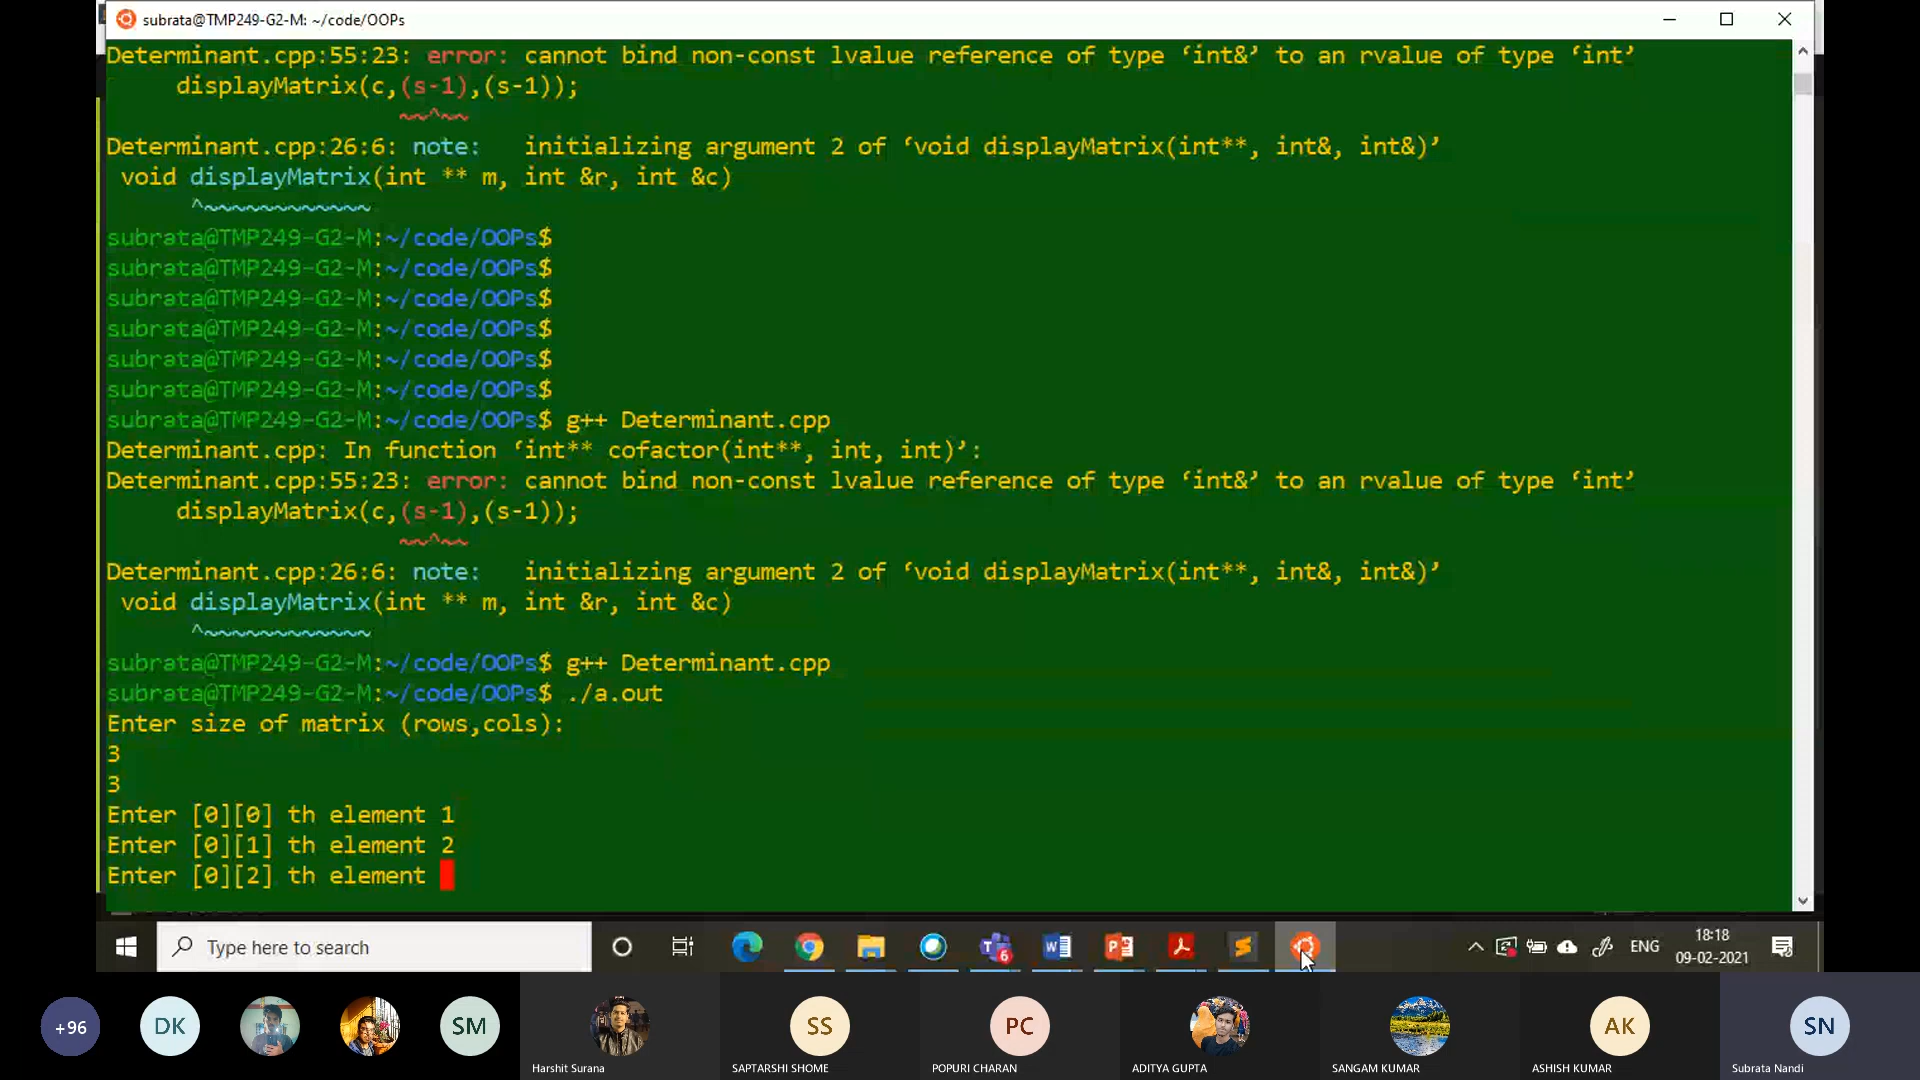 subrata@TMP249-G2-M: ~/code/OOPs
Determinant.cpp:55:23: error: cannot bind non-const lvalue reference of type ‘int&’ to an rvalue of type ‘int’
displayMatrix(c,(s-1),(s-1));
~~^~~
Determinant.cpp:26:6: note:   initializing argument 2 of ‘void displayMatrix(int**, int&, int&)’
void displayMatrix(int ** m, int &r, int &c)
^~~~~~~~~~~~~
subrata@TMP249-G2-M:~/code/OOPs$
subrata@TMP249-G2-M:~/code/OOPs$
subrata@TMP249-G2-M:~/code/OOPs$
subrata@TMP249-G2-M:~/code/OOPs$
subrata@TMP249-G2-M:~/code/OOPs$
subrata@TMP249-G2-M:~/code/OOPs$
subrata@TMP249-G2-M:~/code/OOPs$ g++ Determinant.cpp
Determinant.cpp: In function ‘int** cofactor(int**, int, int)’:
Determinant.cpp:55:23: error: cannot bind non-const lvalue reference of type ‘int&’ to an rvalue of type ‘int’
displayMatrix(c,(s-1),(s-1));
~~^~~
Determinant.cpp:26:6: note:   initializing argument 2 of ‘void displayMatrix(int**, int&, int&)’
void displayMatrix(int ** m, int &r, int &c)
^~~~~~~~~~~~~
subrata@TMP249-G2-M:~/code/OOPs$ g++ Determinant.cpp
subrata@TMP249-G2-M:~/code/OOPs$ ./a.out
Enter size of matrix (rows,cols):
3
3
Enter [0][0] th element 1
Enter [0][1] th element 2
Enter [0][2] th element
Type here to search
6
ENG
18:18
09-02-2021
+96
DK
SM
SS
PC
AK
SN
Harshit Surana
SAPTARSHI SHOME
POPURI CHARAN
ADITYA GUPTA
SANGAM KUMAR
ASHISH KUMAR
Subrata Nandi